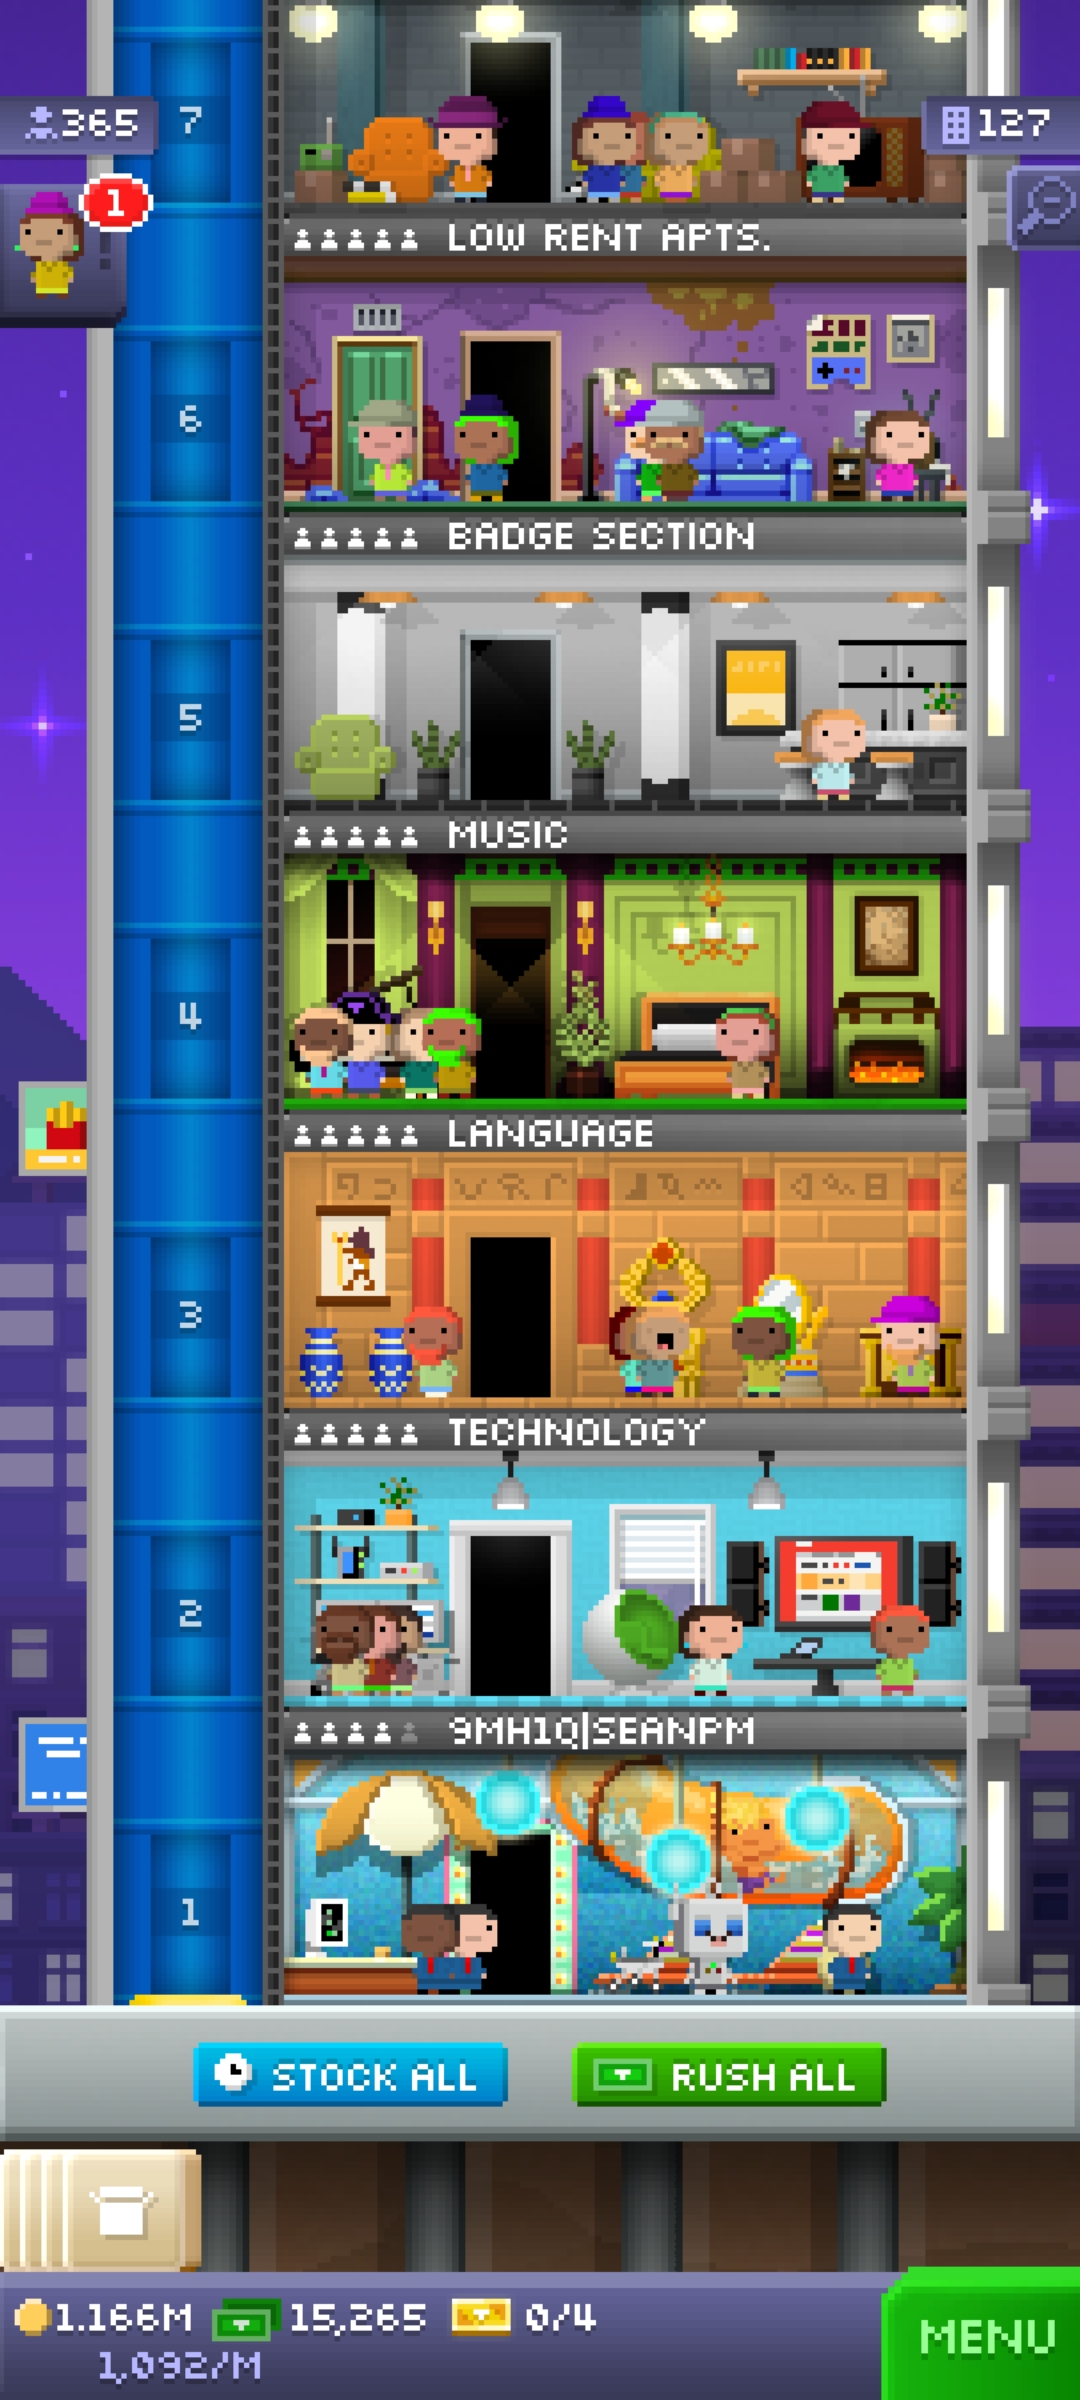 365
7
127
1
LOW RENT APTS.
6
BADGE SECTION
5
MUSIC
4
LANGUAGE
3
TECHNOLOGY
2
9MH1Q|SEANPM
1
STOCK ALL
RUSH ALL
1.166M 15,265 0/4
1,092/M
MENU